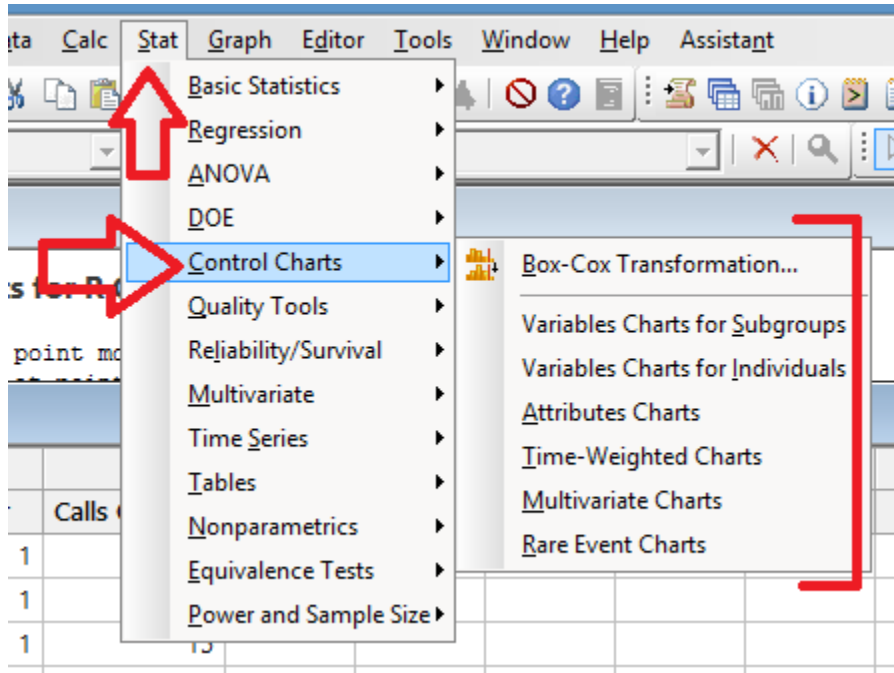 Calc Stat Graph Editor Tools Window Help Assistant
Basic Statistics
Regression
ANOVA
DOE
Control Charts
Quality Tools
Reliability/Survival
Multivariate
Time Series
Tables
Nonparametrics
Equivalence Tests
Power and Sample Size
Box-Cox Transformation...
Variables Charts for Subgroups
Variables Charts for Individuals
Attributes Charts
Time-Weighted Charts
Multivariate Charts
Rare Event Charts
point
Calls
1
1
1